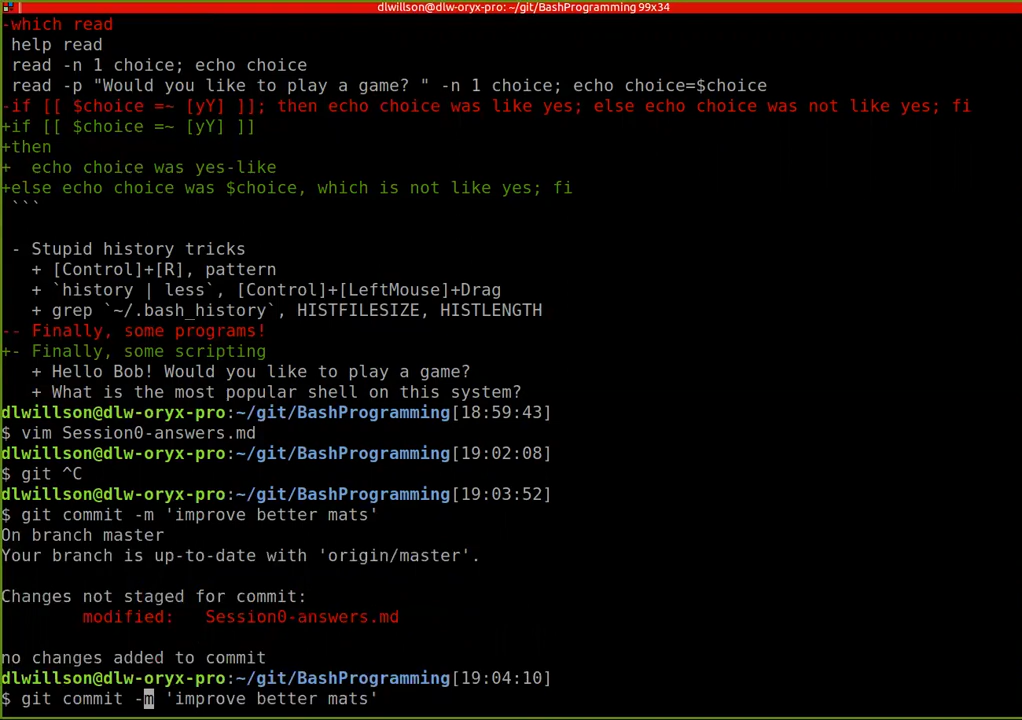 dlwillson@dlw-oryx-pro: ~/git/BashProgramming 99x34
-which read
 help read
 read -n 1 choice; echo choice
 read -p "Would you like to play a game? " -n 1 choice; echo choice=$choice
-if [[ $choice =~ [yY] ]]; then echo choice was like yes; else echo choice was not like yes; fi
+if [[ $choice =~ [yY] ]]
+then
+  echo choice was yes-like
+else echo choice was $choice, which is not like yes; fi
 ```
 - Stupid history tricks
   + [Control]+[R], pattern
   + `history | less`, [Control]+[LeftMouse]+Drag
   + grep `~/.bash_history`, HISTFILESIZE, HISTLENGTH
-- Finally, some programs!
+- Finally, some scripting
   + Hello Bob! Would you like to play a game?
   + What is the most popular shell on this system?
dlwillson@dlw-oryx-pro:~/git/BashProgramming[18:59:43]
$ vim Session0-answers.md
dlwillson@dlw-oryx-pro:~/git/BashProgramming[19:02:08]
$ git ^C
dlwillson@dlw-oryx-pro:~/git/BashProgramming[19:03:52]
$ git commit -m 'improve better mats'
On branch master
Your branch is up-to-date with 'origin/master'.
Changes not staged for commit:
        modified:   Session0-answers.md
no changes added to commit
dlwillson@dlw-oryx-pro:~/git/BashProgramming[19:04:10]
$ git commit -m 'improve better mats'